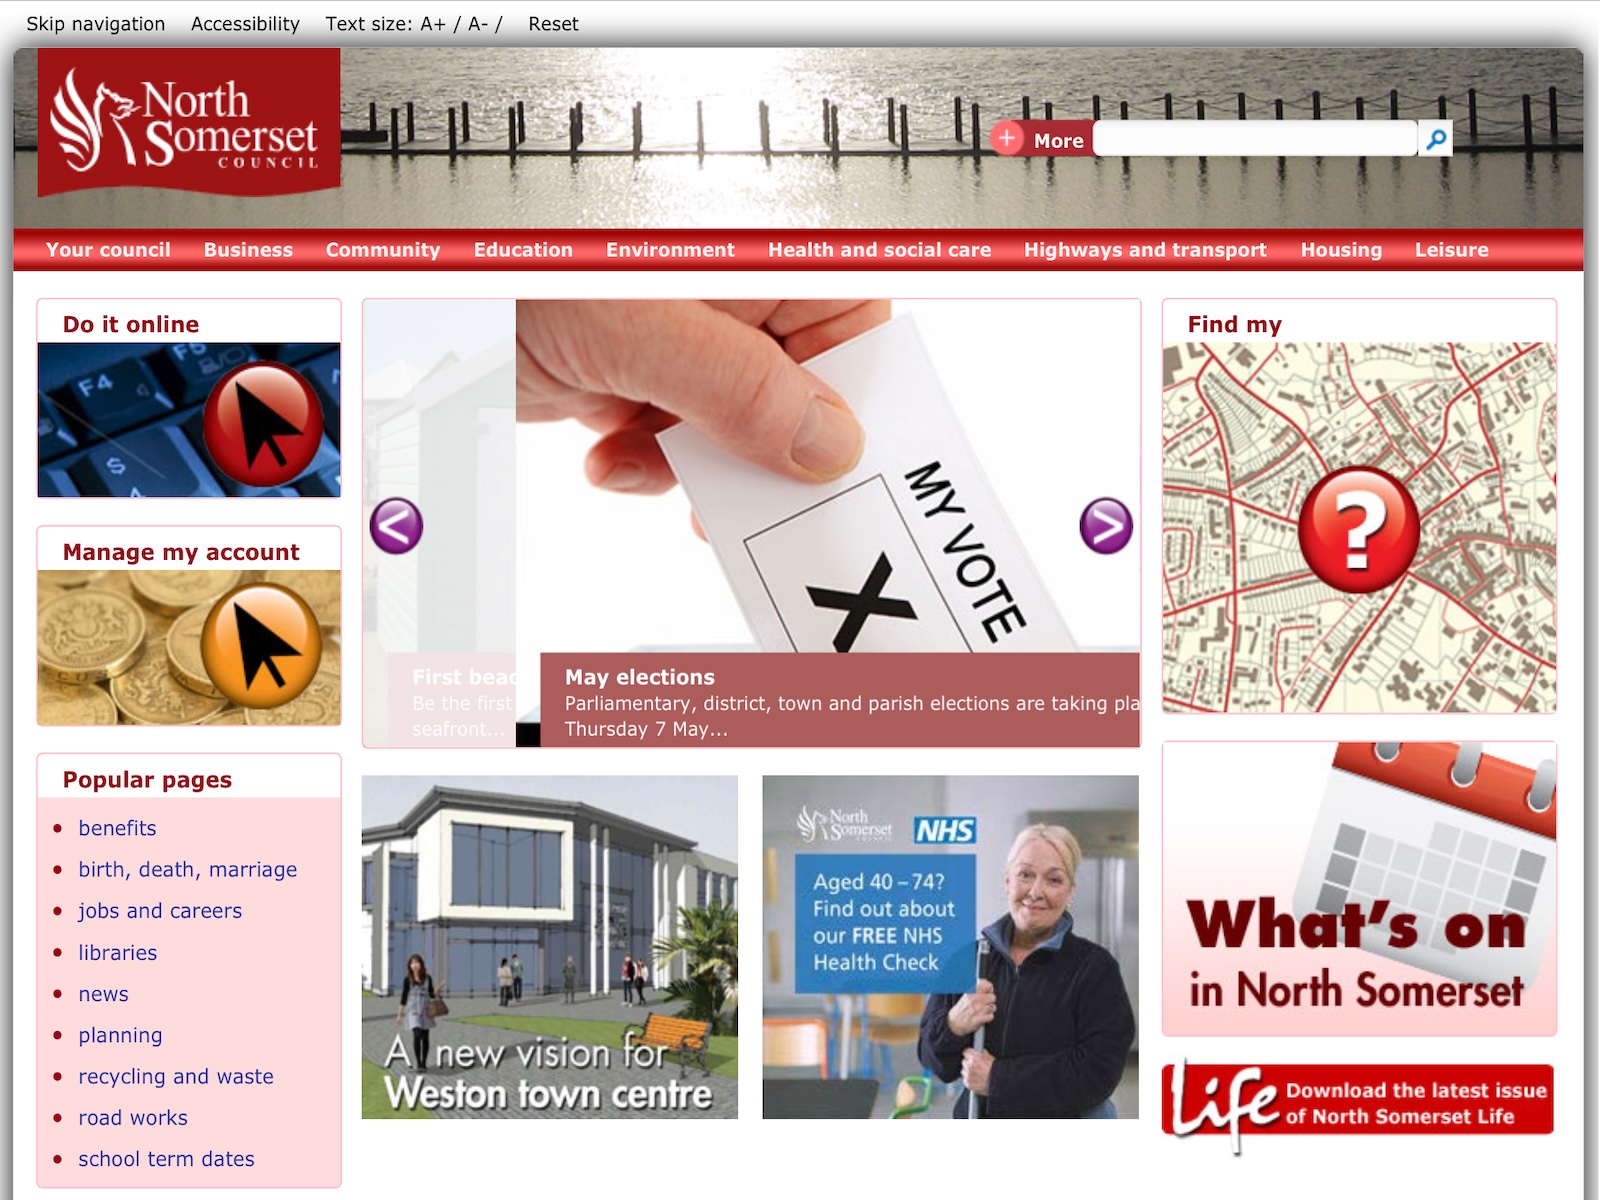 Skip navigation Accessibility Text size: A+ / A- / Reset
North
Somerset
COUNCIL
+ More
Your council Business Community Education Environment Health and social care Highways and transport Housing Leisure
Do it online
F4
F5
$
4
Manage my account
Popular pages
benefits
birth, death, marriage
jobs and careers
libraries
news
planning
recycling and waste
road works
school term dates
<
MY VOTE
X
>
First beac
Be the first
seafront...
May elections
Parliamentary, district, town and parish elections are taking pla
Thursday 7 May...
A new vision for
Weston town centre
North
Somerset
COUNCIL
NHS
Aged 40 – 74?
Find out about
our FREE NHS
Health Check
Find my
?
What's on
in North Somerset
Life
Download the latest issue
of North Somerset Life